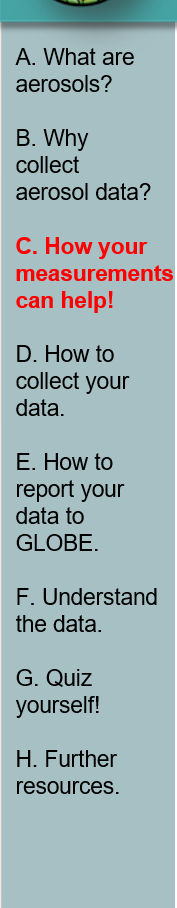 A. What are
aerosols?
B. Why
collect
aerosol data?
C. How your
measurements
can help!
D. How to
collect your
data.
E. How to
report your
data to
GLOBE.
F. Understand
the data.
G. Quiz
yourself!
H. Further
resources.